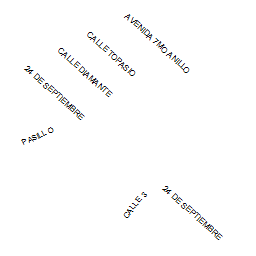 AVENIDA 7MO ANILLO
CALLE TOPASIO
CALLE DIAMANTE
24 DE SEPTIEMBRE
PASILLO
CALLE 3
24 DE SEPTIEMBRE